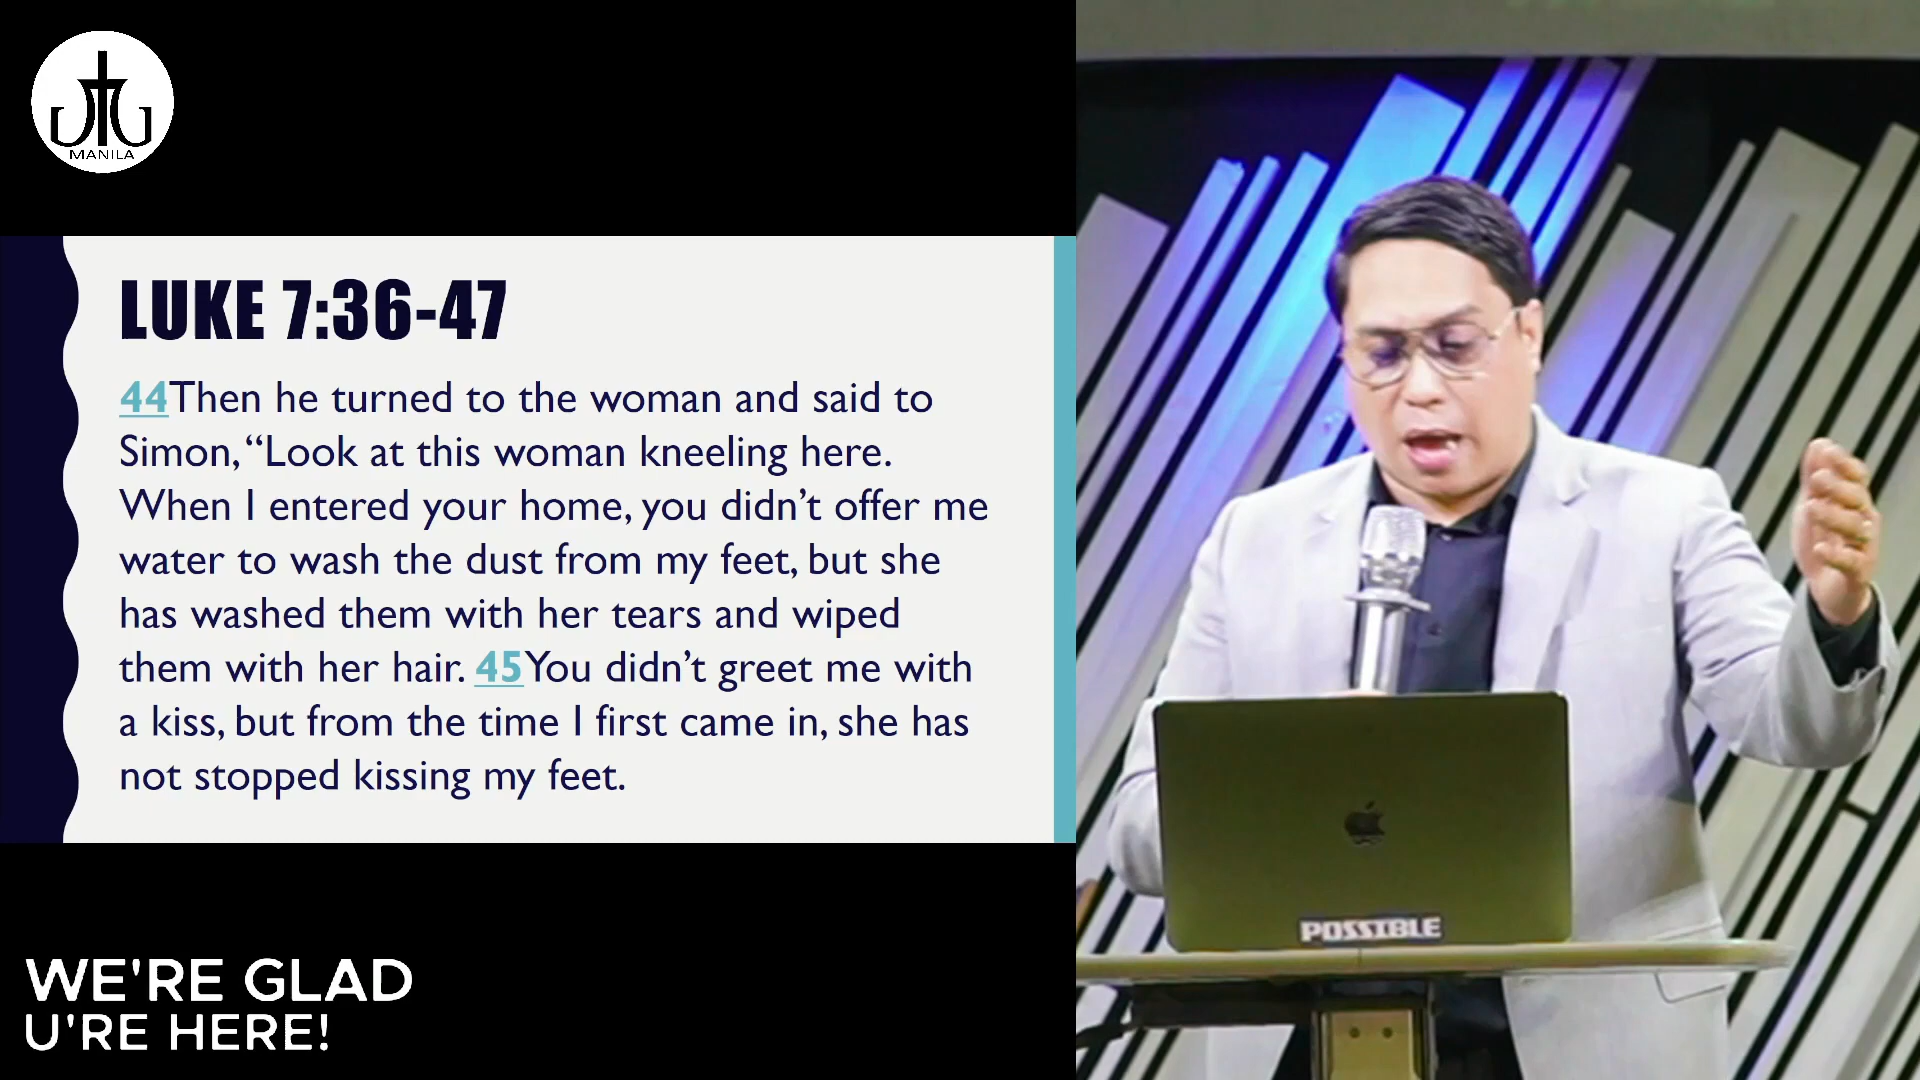 MANILA
LUKE 7:36-47
44Then he turned to the woman and said to
Simon, “Look at this woman kneeling here.
When I entered your home, you didn’t offer me
water to wash the dust from my feet, but she
has washed them with her tears and wiped
them with her hair. 45You didn’t greet me with
a kiss, but from the time I first came in, she has
not stopped kissing my feet.
WE'RE GLAD
U'RE HERE!
POSSIBLE